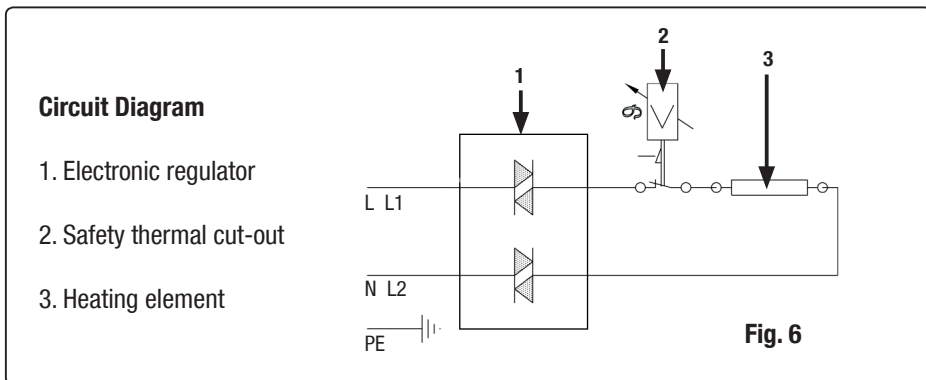 Circuit Diagram
1. Electronic regulator
2. Safety thermal cut-out
3. Heating element
1
2
3
ϑ
L L1
N L2
PE
Fig. 6